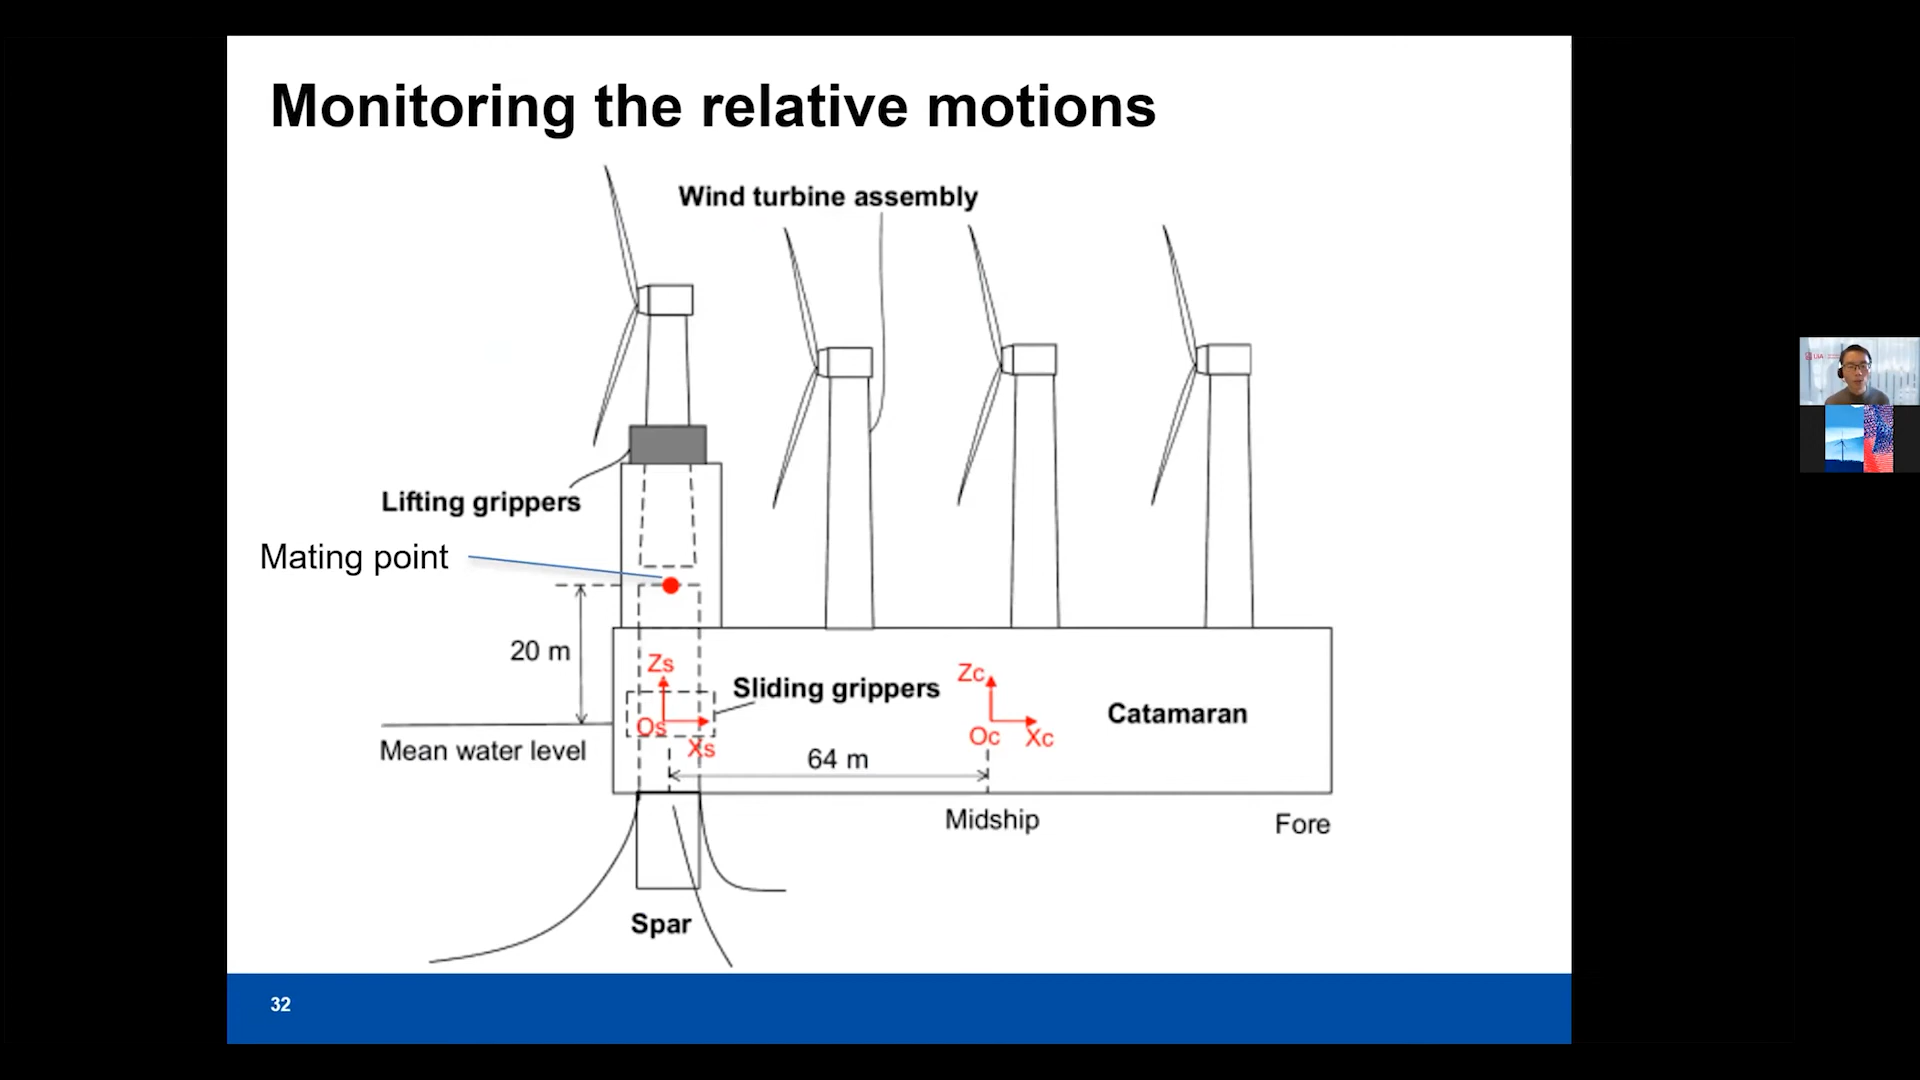 Monitoring the relative motions
Wind turbine assembly
Lifting grippers
Mating point
20 m
Zs
Sliding grippers
Zc
Catamaran
Os
Oc
Xc
Mean water level
Xs
64 m
Midship
Fore
Spar
32